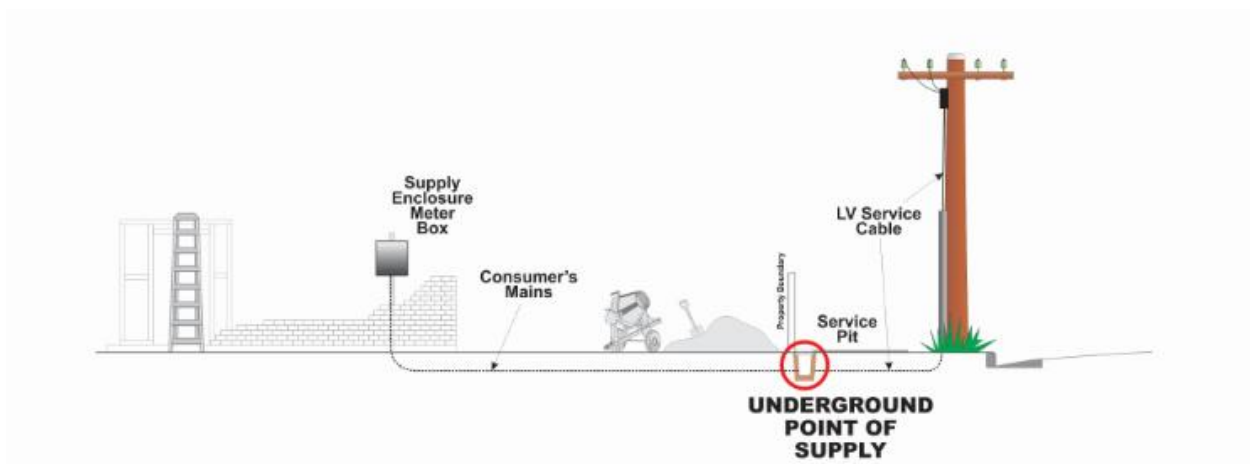 Supply
Enclosure
Meter
Box
Consumer's
Mains
Property Boundary
Service
Pit
LV Service
Cable
UNDERGROUND
POINT OF
SUPPLY